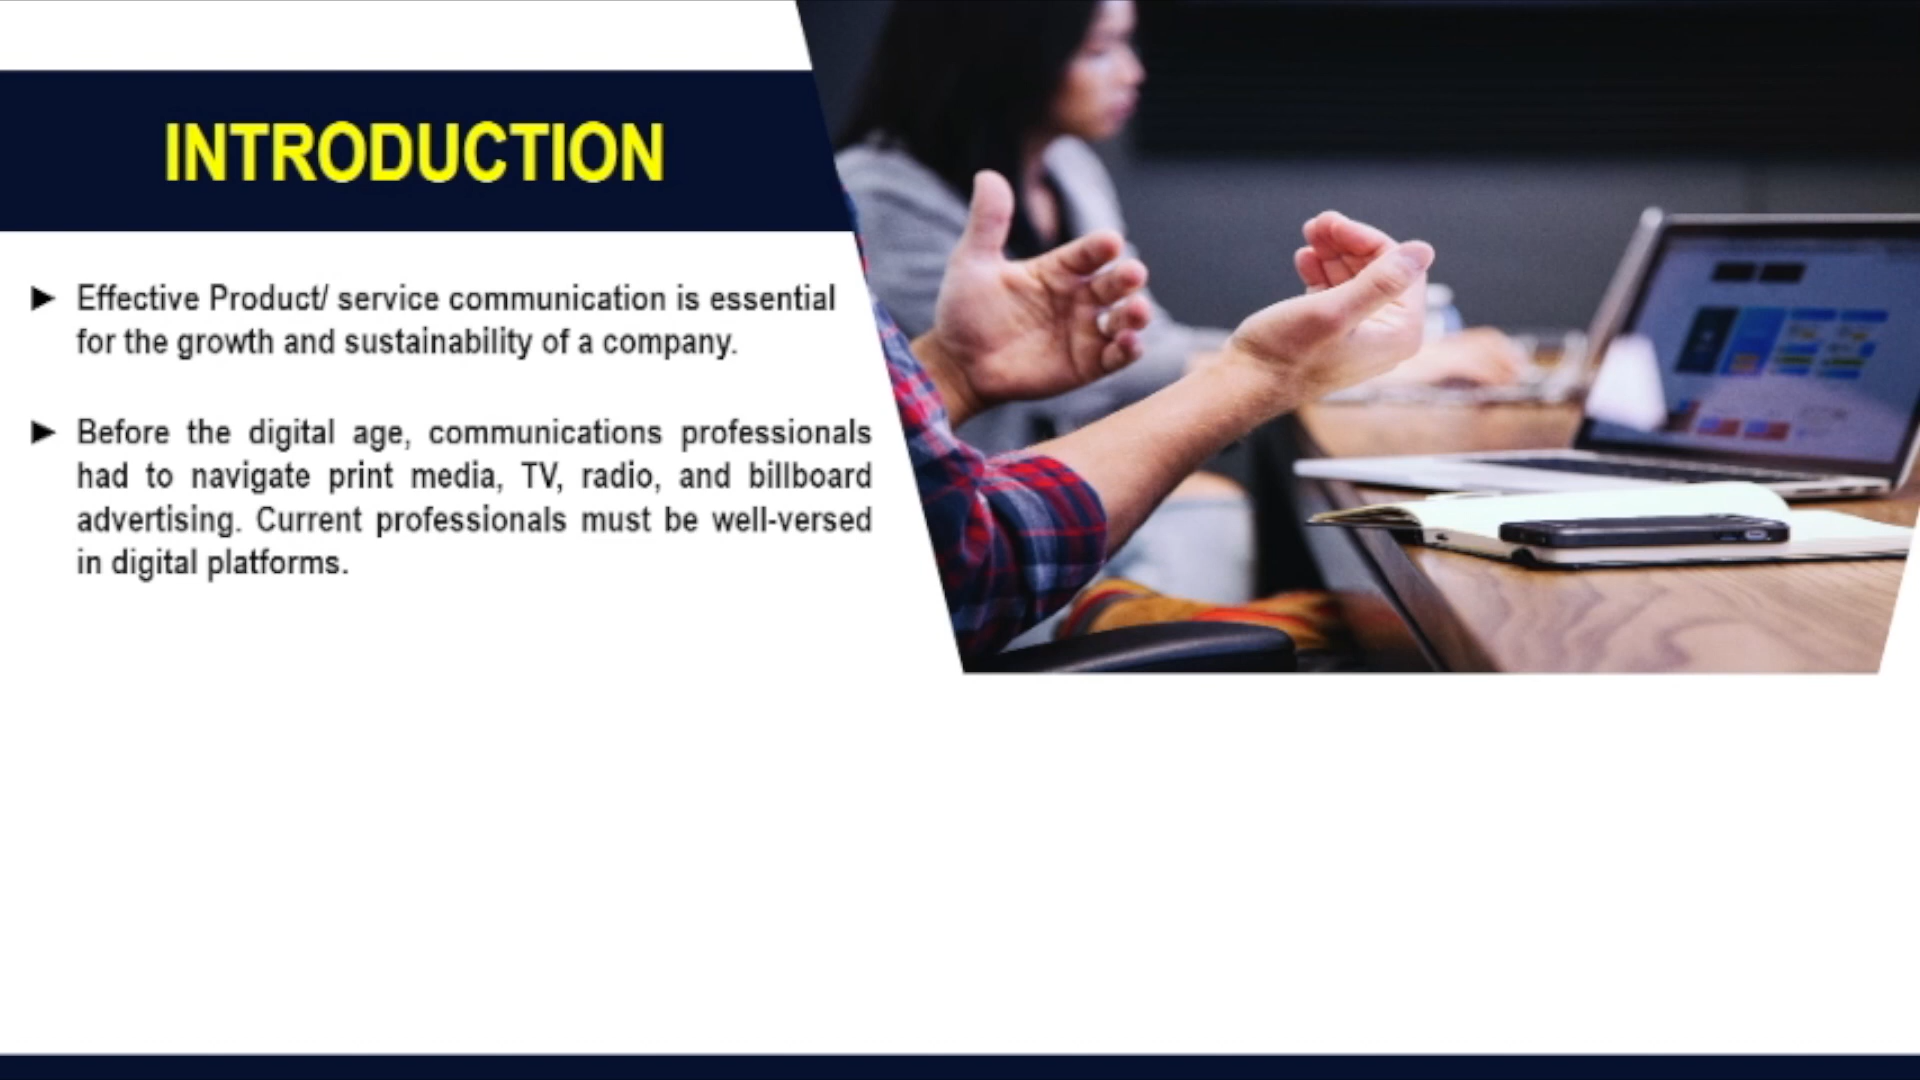 INTRODUCTION
► Effective Product/ service communication is essential
for the growth and sustainability of a company.
► Before the digital age, communications professionals
had to navigate print media, TV, radio, and billboard
advertising. Current professionals must be well-versed
in digital platforms.